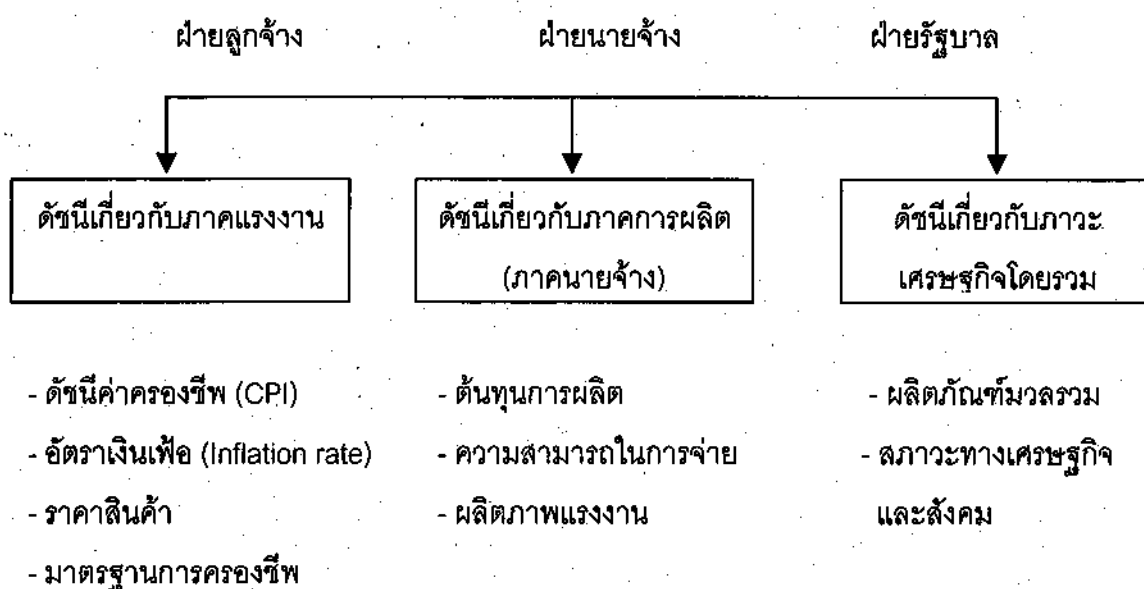 ฝ่ายลูกจ้าง
ฝ่ายนายจ้าง
ฝ่ายรัฐบาล
ดัชนีเกี่ยวกับภาคแรงงาน
ดัชนีเกี่ยวกับภาคการผลิต
(ภาคนายจ้าง)
ดัชนีเกี่ยวกับภาวะ
เศรษฐกิจโดยรวม
- ดัชนีค่าครองชีพ (CPI)
- อัตราเงินเฟ้อ (Inflation rate)
- ราคาสินค้า
- มาตรฐานการครองชีพ
- ต้นทุนการผลิต
- ความสามารถในการจ่าย
- ผลิตภาพแรงงาน
- ผลิตภัณฑ์มวลรวม
- สภาวะทางเศรษฐกิจ
และสังคม